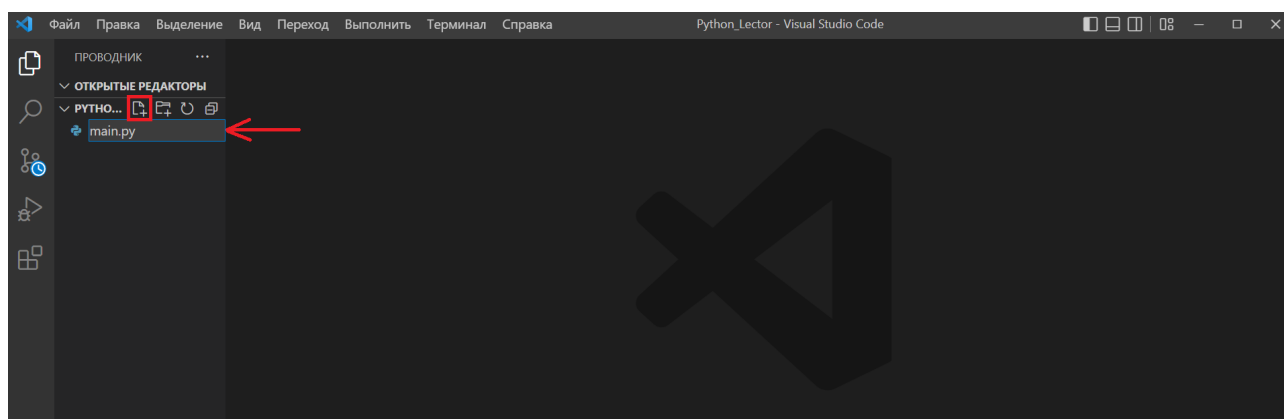 Файл Правка Выделение Вид Переход Выполнить Терминал Справка Python_Lector - Visual Studio Code
ПРОВОДНИК ...
ОТКРЫТЫЕ РЕДАКТОРЫ
PYTHO...
main.py